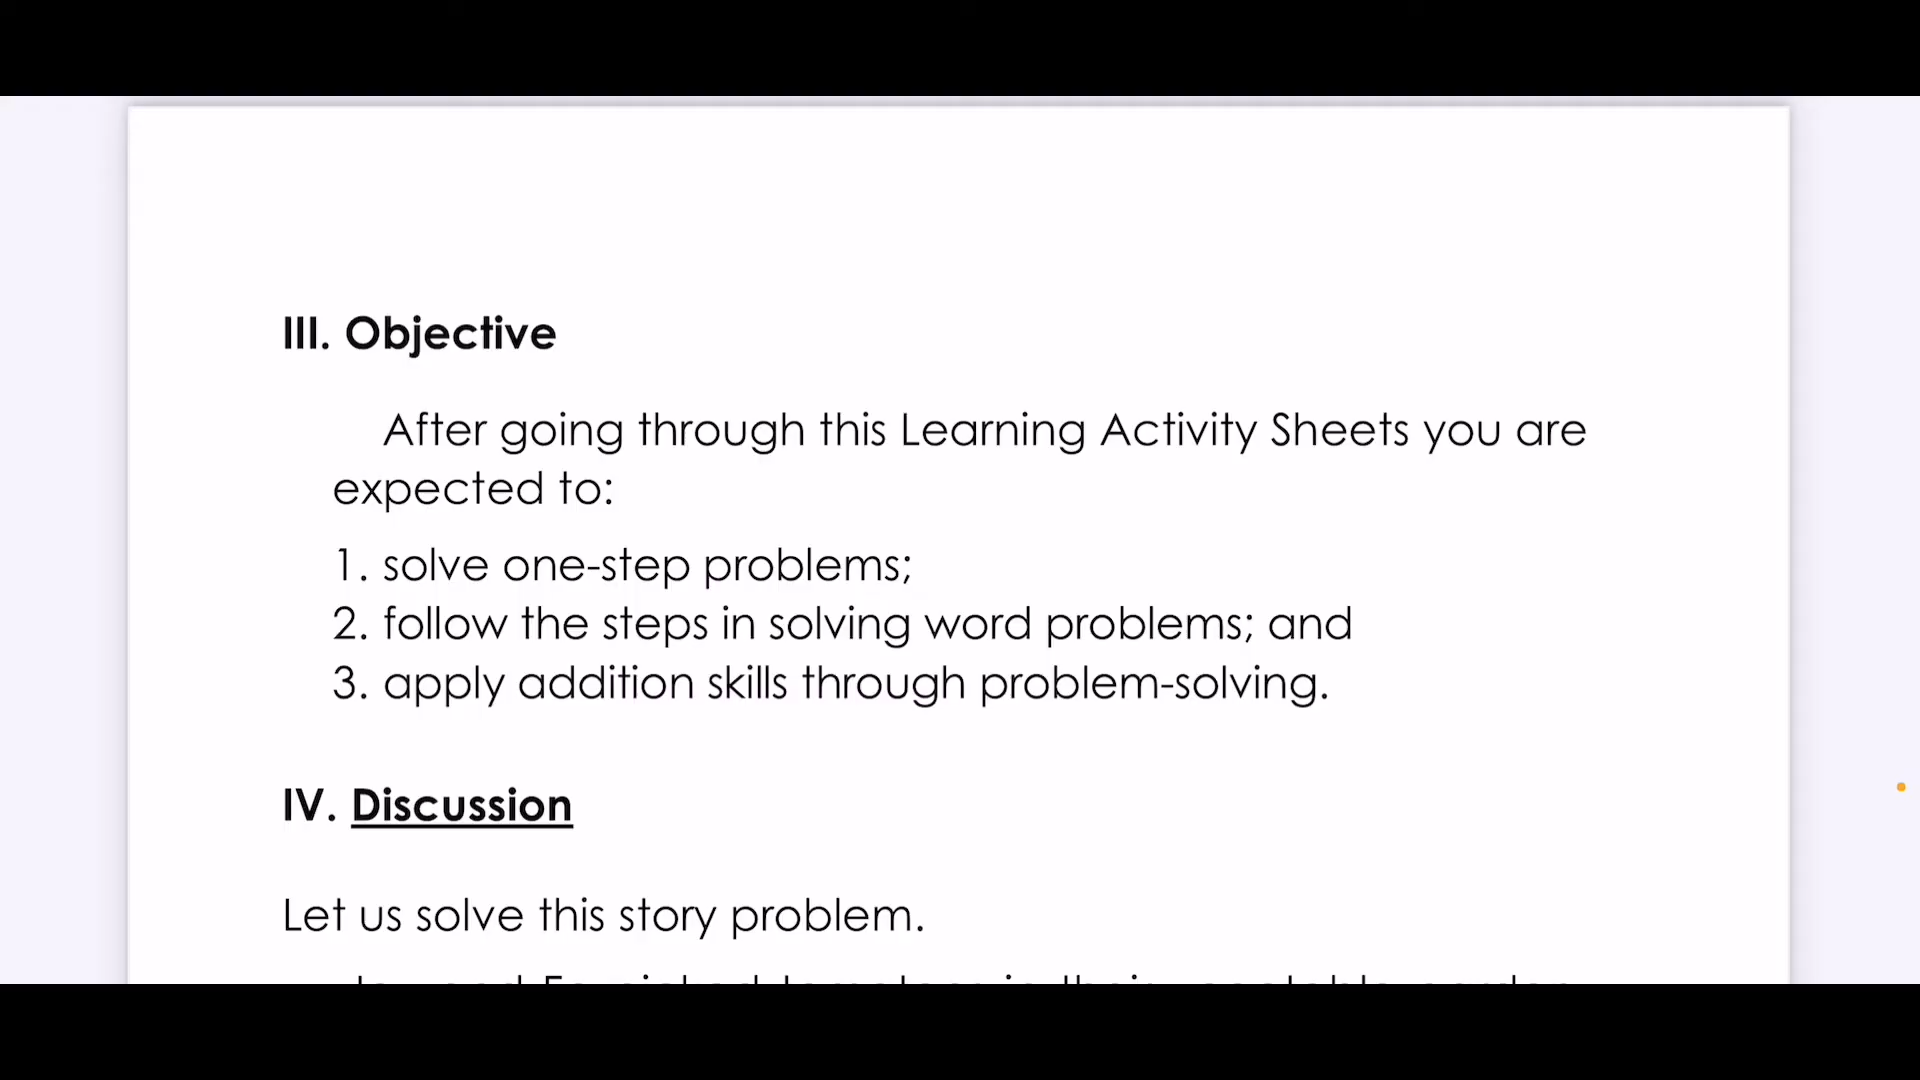 III. Objective
After going through this Learning Activity Sheets you are
expected to:
1. solve one-step problems;
2. follow the steps in solving word problems; and
3. apply addition skills through problem-solving.
IV. Discussion
Let us solve this story problem.